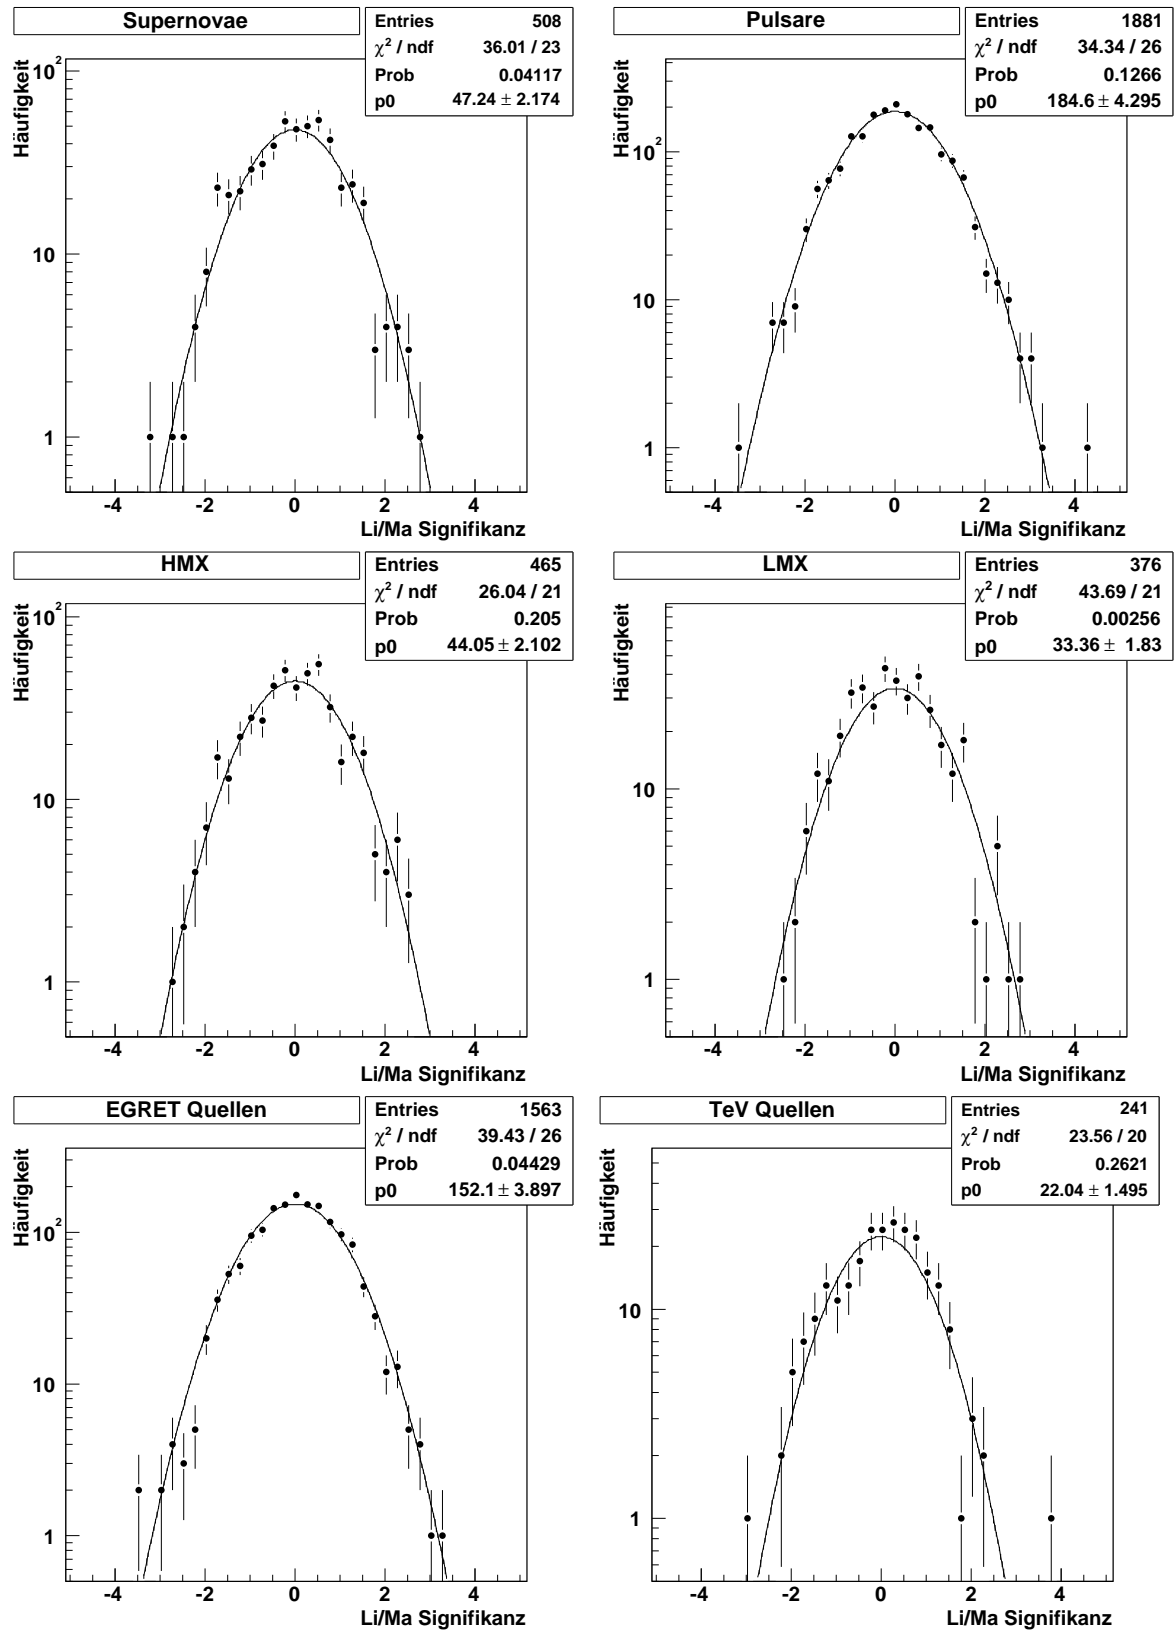 Supernovae
Entries 508
χ² / ndf 36.01 / 23
Prob 0.04117
p0 47.24 ± 2.174
Häufigkeit
10²
10
1
-4 -2 0 2 4
Li/Ma Signifikanz
Pulsare
Entries 1881
χ² / ndf 34.34 / 26
Prob 0.1266
p0 184.6 ± 4.295
Häufigkeit
10²
10
1
-4 -2 0 2 4
Li/Ma Signifikanz
HMX
Entries 465
χ² / ndf 26.04 / 21
Prob 0.205
p0 44.05 ± 2.102
Häufigkeit
10²
10
1
-4 -2 0 2 4
Li/Ma Signifikanz
LMX
Entries 376
χ² / ndf 43.69 / 21
Prob 0.00256
p0 33.36 ± 1.83
Häufigkeit
10
1
-4 -2 0 2 4
Li/Ma Signifikanz
EGRET Quellen
Entries 1563
χ² / ndf 39.43 / 26
Prob 0.04429
p0 152.1 ± 3.897
Häufigkeit
10²
10
1
-4 -2 0 2 4
Li/Ma Signifikanz
TeV Quellen
Entries 241
χ² / ndf 23.56 / 20
Prob 0.2621
p0 22.04 ± 1.495
Häufigkeit
10
1
-4 -2 0 2 4
Li/Ma Signifikanz